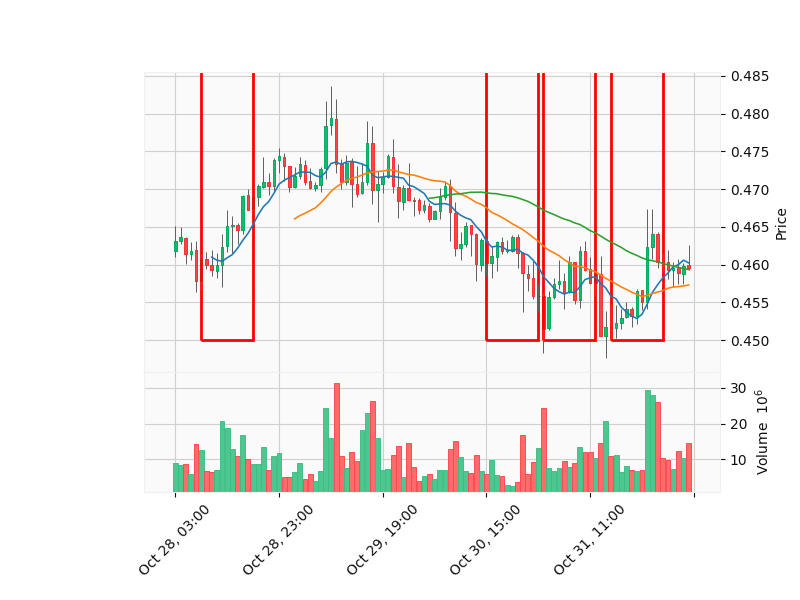 0.485
0.480
0.475
0.470
0.465
0.460
0.455
0.450
Price
30
20
10
Volume 10^6
Oct 28, 03:00
Oct 28, 23:00
Oct 29, 19:00
Oct 30, 15:00
Oct 31, 11:00